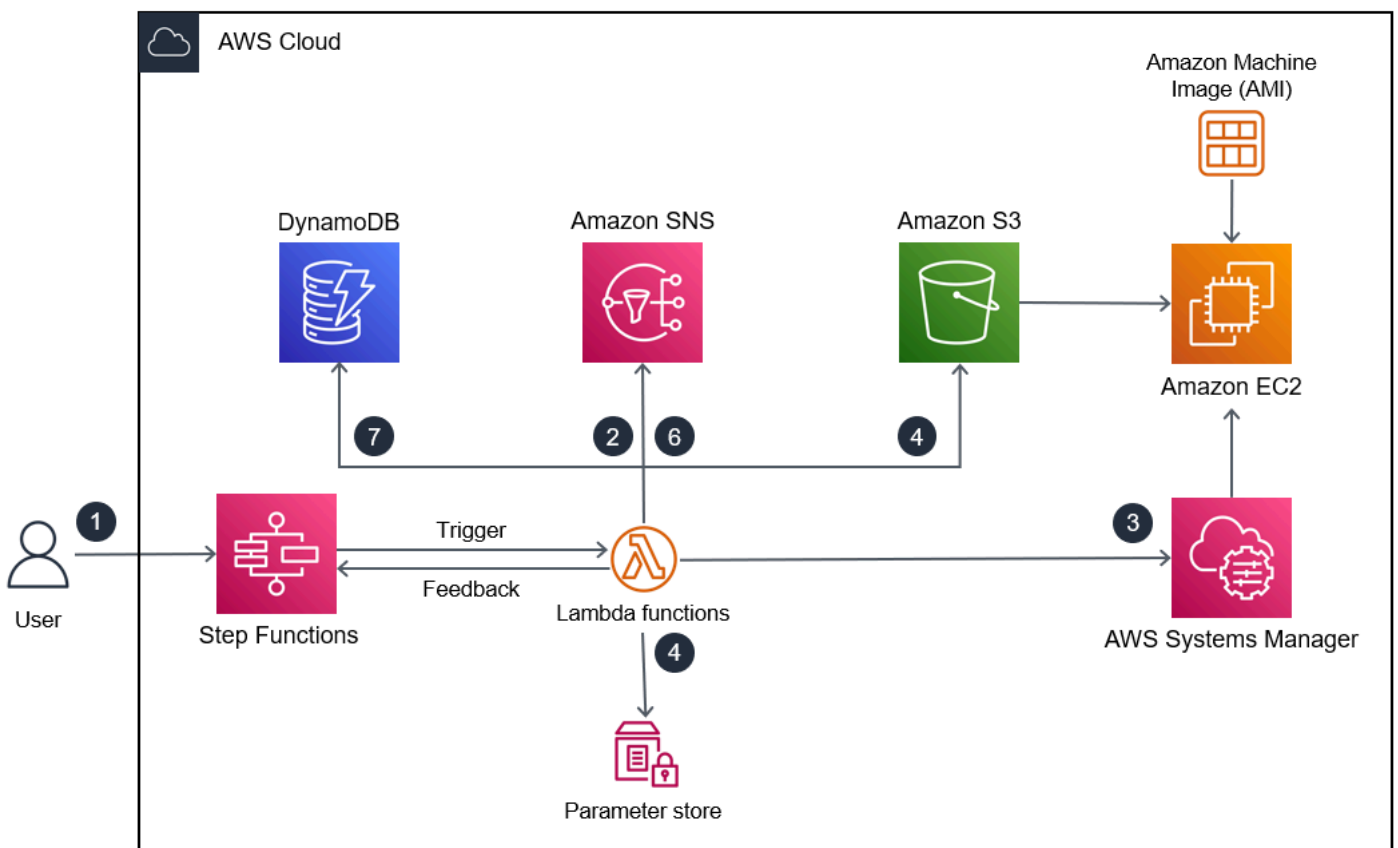 AWS Cloud
Amazon Machine
Image (AMI)
DynamoDB
Amazon SNS
Amazon S3
Amazon EC2
7
2
6
4
1
3
Trigger
Feedback
User
Step Functions
Lambda functions
AWS Systems Manager
4
Parameter store